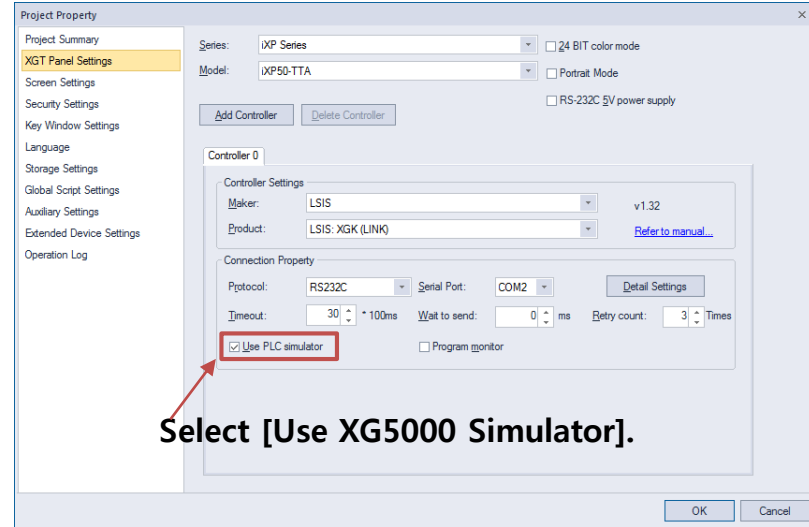 Project Property
Project Summary
XGT Panel Settings
Screen Settings
Security Settings
Key Window Settings
Language
Storage Settings
Global Script Settings
Auxiliary Settings
Extended Device Settings
Operation Log
Series: iXP Series 24 BIT color mode
Model: iXP50-TTA Portrait Mode
RS-232C 5V power supply
Add Controller Delete Controller
Controller 0
Controller Settings
Maker: LSIS v1.32
Product: LSIS: XGK (LINK) Refer to manual...
Connection Property
Protocol: RS232C Serial Port: COM2 Detail Settings
Timeout: 30 * 100ms Wait to send: 0 ms Retry count: 3 Times
Use PLC simulator Program monitor
Select [Use XG5000 Simulator].
OK Cancel